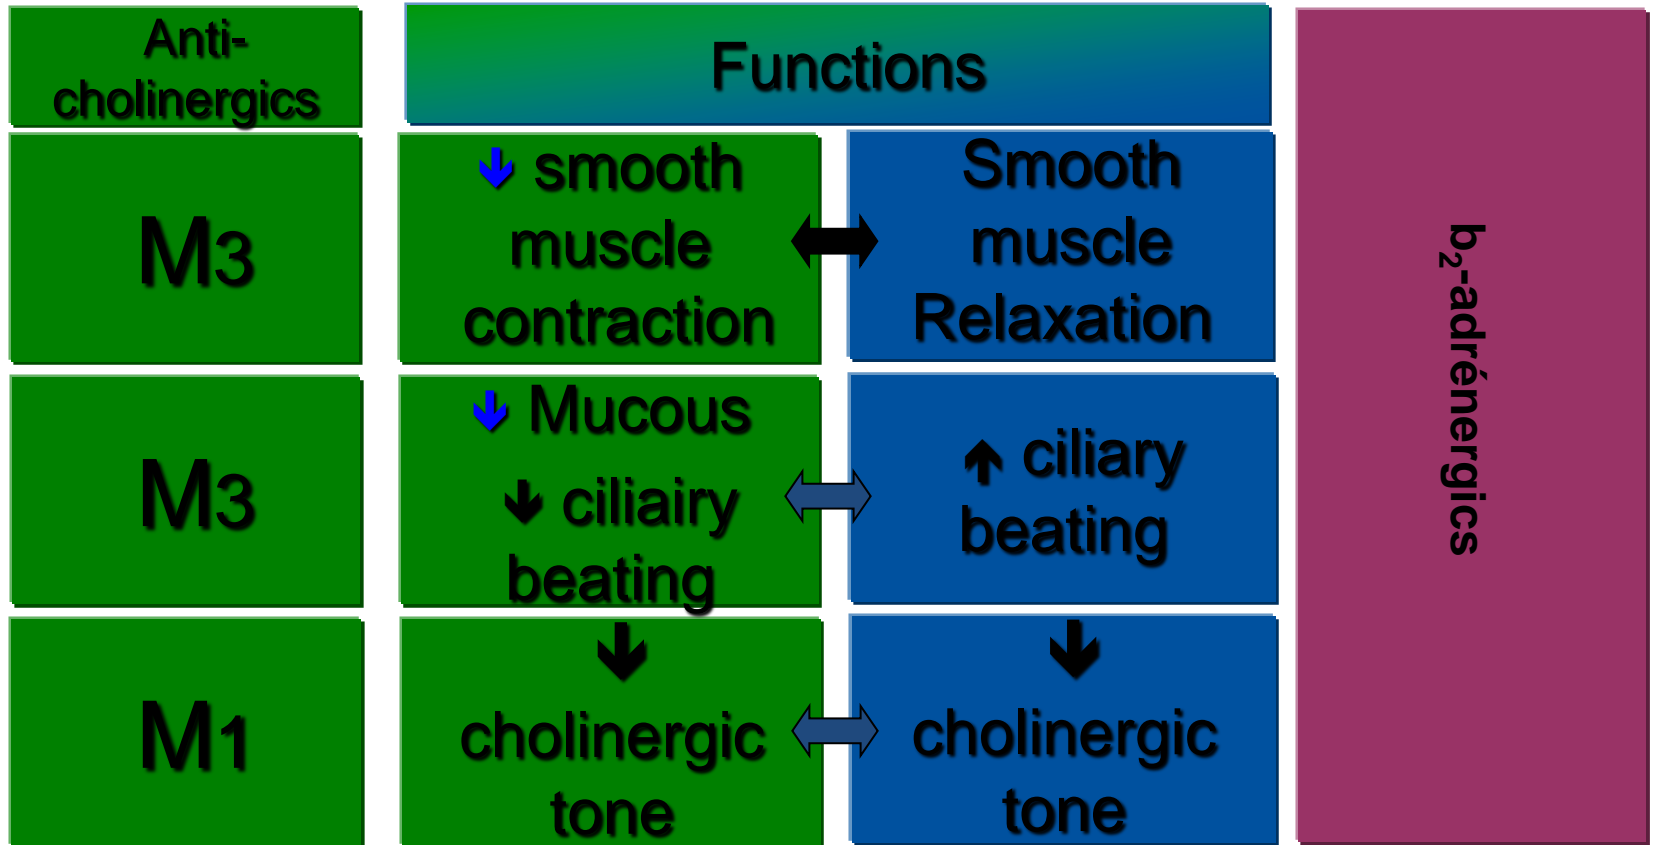 Anti-
cholinergics
Functions
M3
↓ smooth
muscle
contraction
Smooth
muscle
Relaxation
M3
↓ Mucous
↓ ciliairy
beating
↑ ciliary
beating
M1
↓
cholinergic
tone
↓
cholinergic
tone
b2-adrénergics